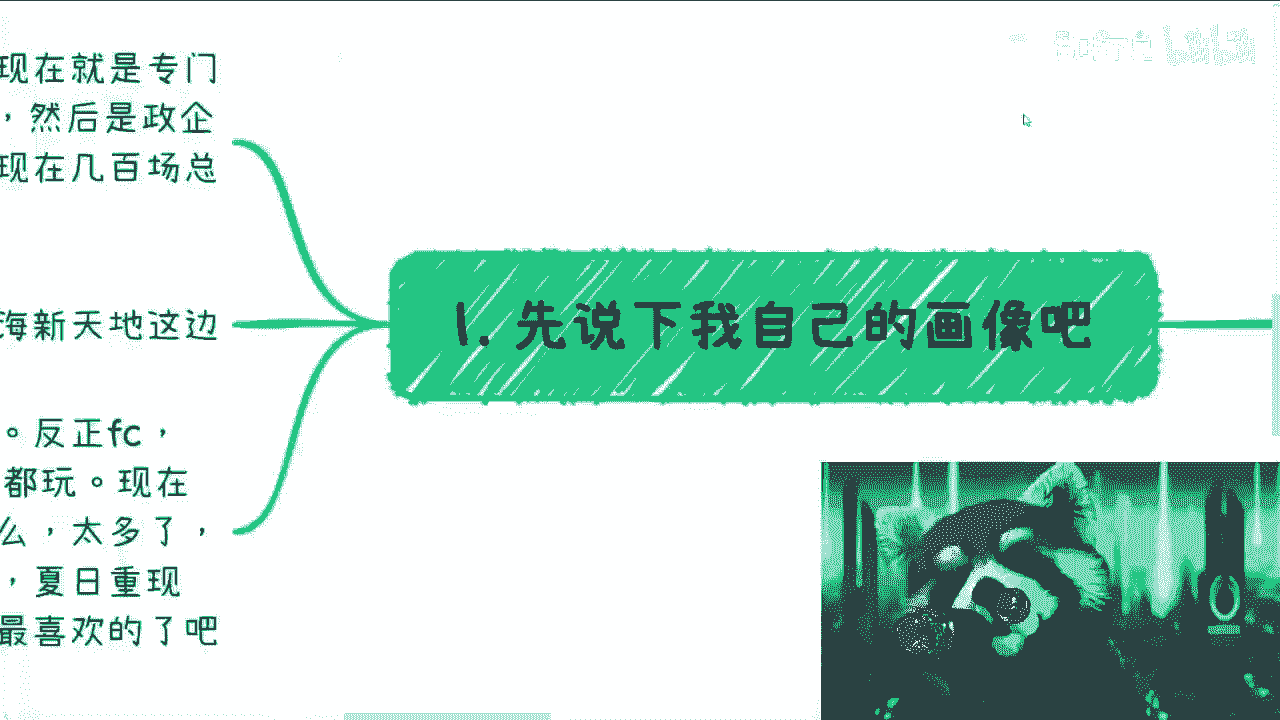 现在就是专门
，然后是政企
现在几百场总
海新天地这边
。反正fc，
都玩。现在
么，太多了，
，夏日重现
最喜欢的了吧
1. 先说下我自己的画像吧